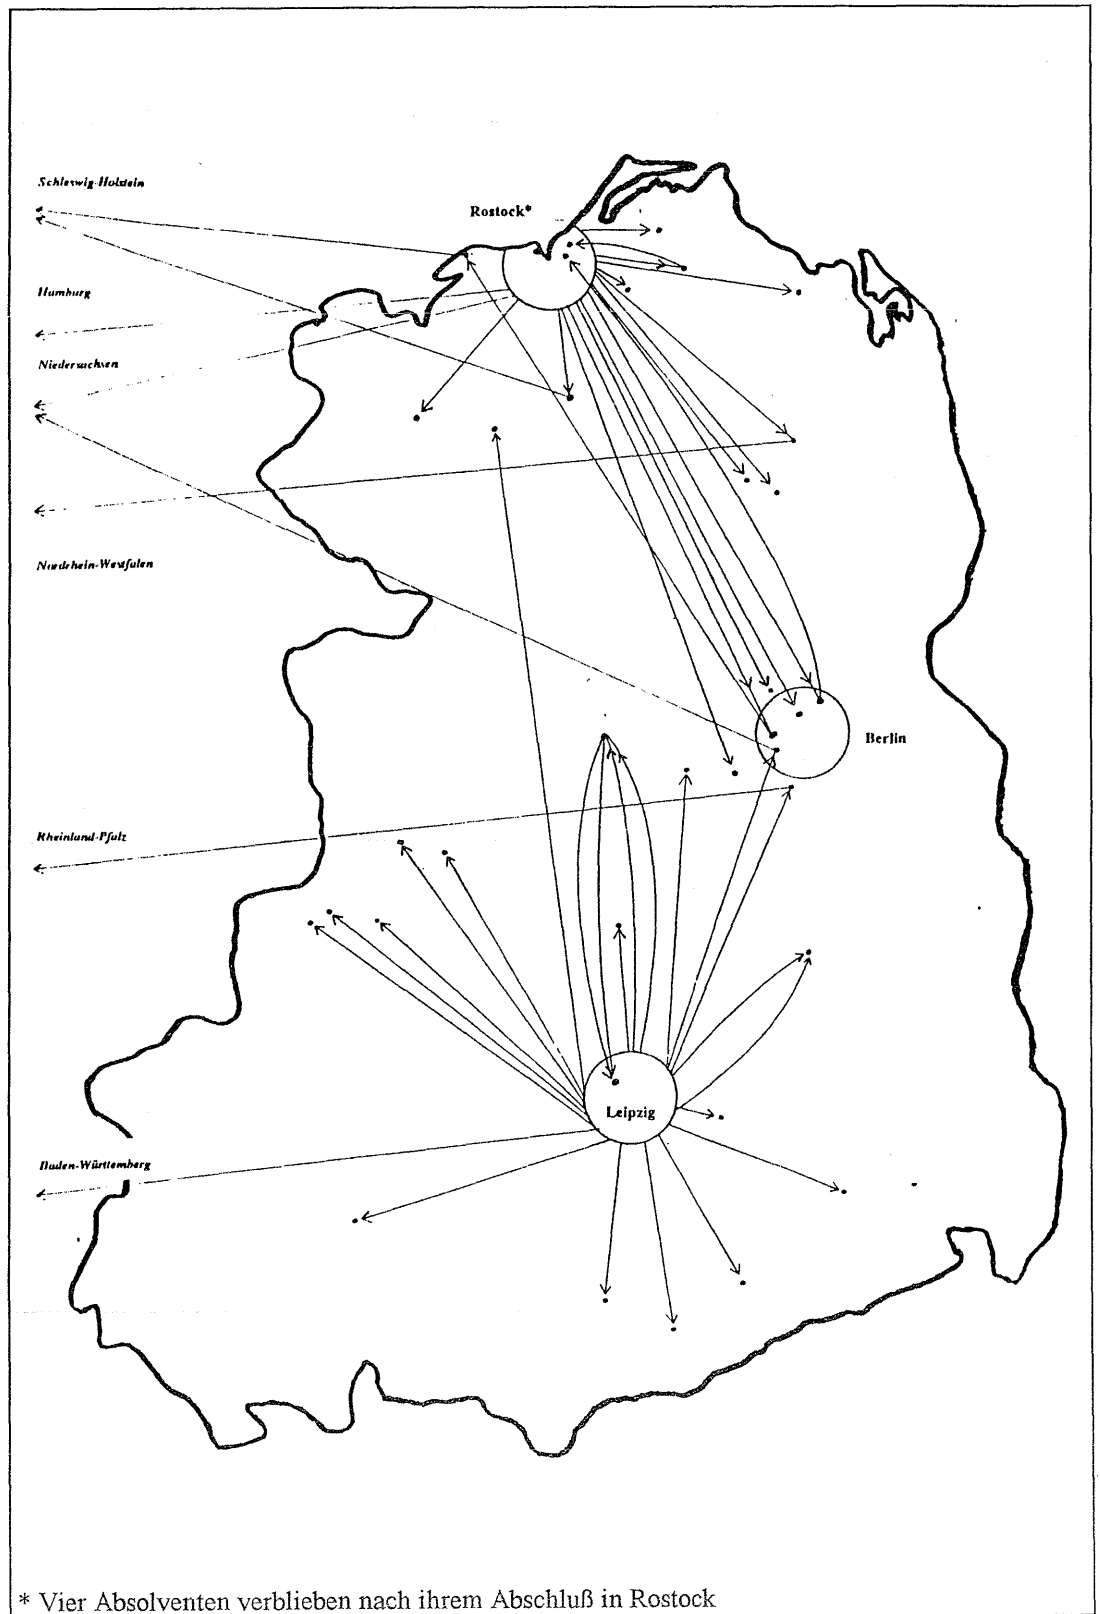 Schleswig-Holstein
Rostock*
Hamburg
Niedersachsen
Nordrhein-Westfalen
Berlin
Rheinland-Pfalz
Leipzig
Baden-Württemberg
* Vier Absolventen verblieben nach ihrem Abschluß in Rostock